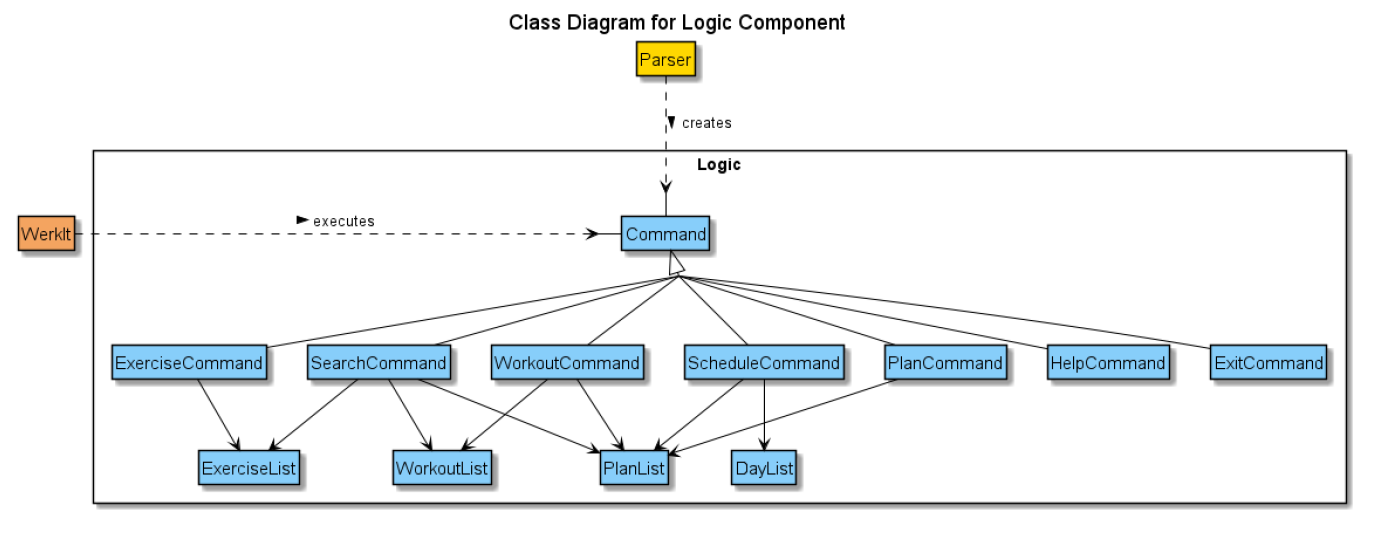 Class Diagram for Logic Component
Parser
creates
Logic
WerkIt
executes
Command
ExerciseCommand
SearchCommand
WorkoutCommand
ScheduleCommand
PlanCommand
HelpCommand
ExitCommand
ExerciseList
WorkoutList
PlanList
DayList